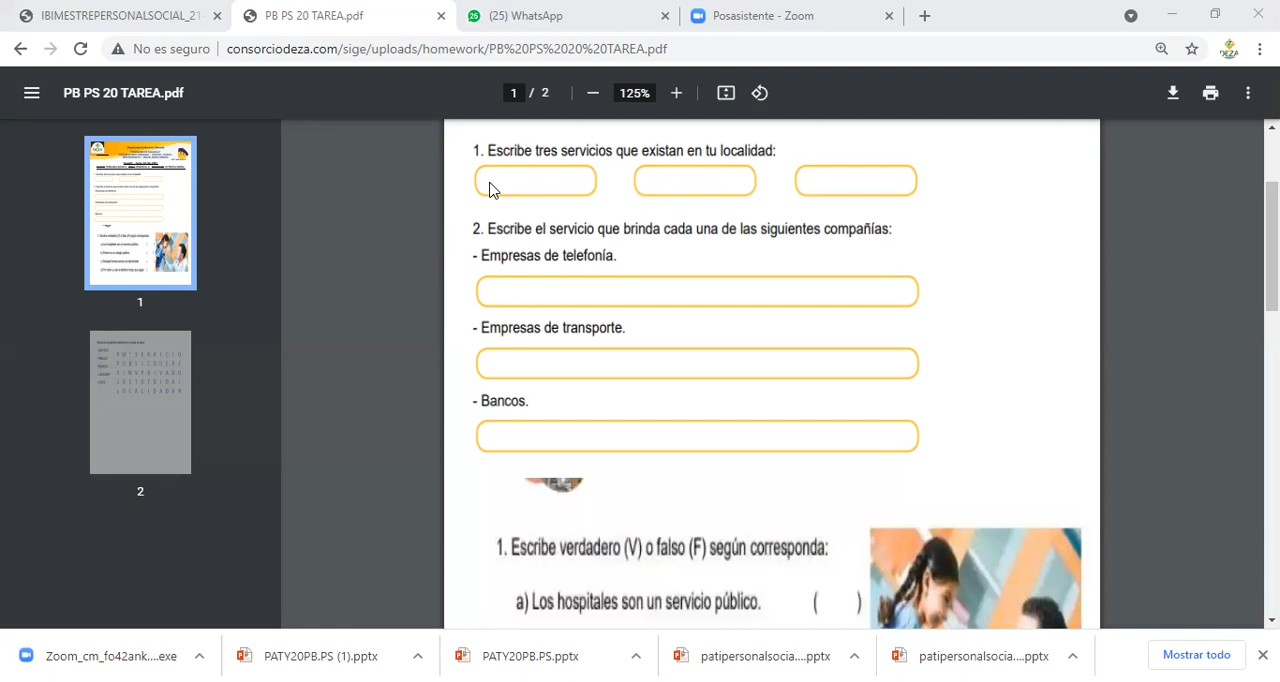 IBIMESTREPERSONALSOCIAL_21-
PB PS 20 TAREA.pdf
(25) WhatsApp
Posasistente - Zoom
No es seguro
consorciodeza.com/sige/uploads/homework/PB%20PS%2020%20TAREA.pdf
DEZA
PB PS 20 TAREA.pdf
1 / 2
125%
1. Escribe tres servicios que existan en tu localidad:
2. Escribe el servicio que brinda cada una de las siguientes compañías:
- Empresas de telefonía.
- Empresas de transporte.
- Bancos.
1. Escribe verdadero (V) o falso (F) según corresponda:
a) Los hospitales son un servicio público. ( )
1
2
Zoom_cm_fo42ank....exe
PATY20PB.PS (1).pptx
PATY20PB.PS.pptx
patipersonalsocia....pptx
patipersonalsocia....pptx
Mostrar todo